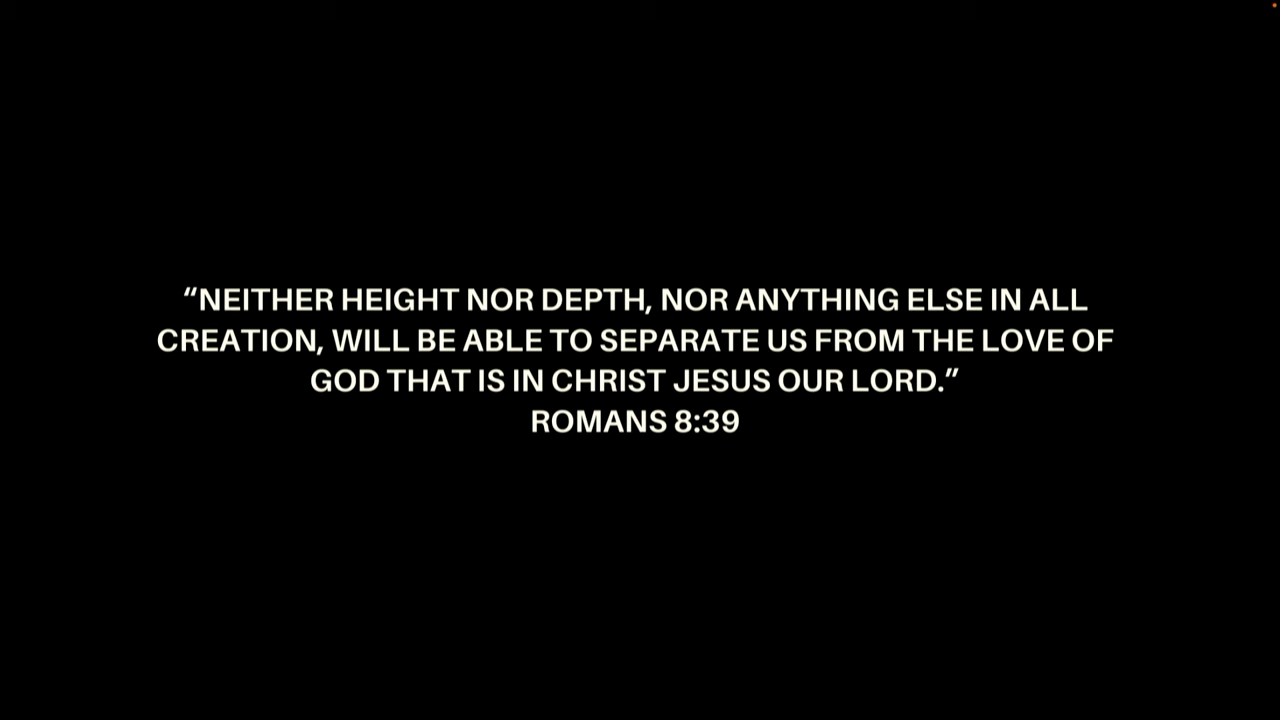 “NEITHER HEIGHT NOR DEPTH, NOR ANYTHING ELSE IN ALL
CREATION, WILL BE ABLE TO SEPARATE US FROM THE LOVE OF
GOD THAT IS IN CHRIST JESUS OUR LORD.”
ROMANS 8:39